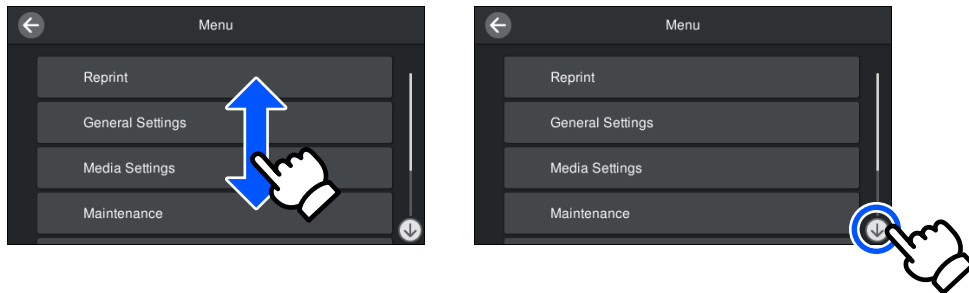 Menu
Reprint
General Settings
Media Settings
Maintenance
Menu
Reprint
General Settings
Media Settings
Maintenance